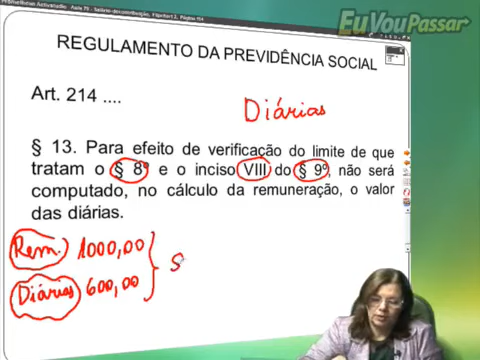 EuVouPassar
REGULAMENTO DA PREVIDÊNCIA SOCIAL
Art. 214 ....
Diárias
§ 13. Para efeito de verificação do limite de que
tratam o § 8º e o inciso VIII do § 9º, não será
computado, no cálculo da remuneração, o valor
das diárias.
Rem. 1000,00
Diárias 600,00
S